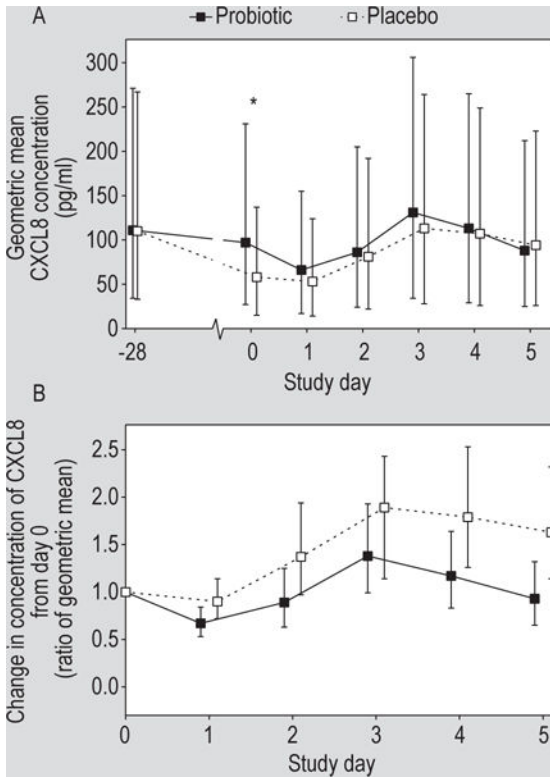 A
Probiotic Placebo
Geometric mean
CXCL8 concentration
(pg/ml)
300
250
200
150
100
50
0
*
-28 0 1 2 3 4 5
Study day
B
Change in concentration of CXCL8
from day 0
(ratio of geometric mean)
2.5
2.0
1.5
1.0
0.5
0.0
0 1 2 3 4 5
Study day